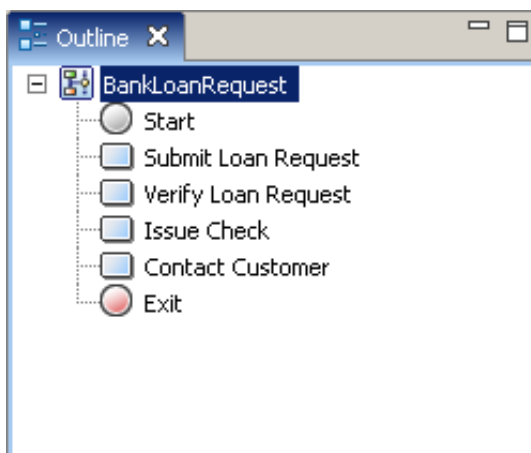 Outline
BankLoanRequest
Start
Submit Loan Request
Verify Loan Request
Issue Check
Contact Customer
Exit